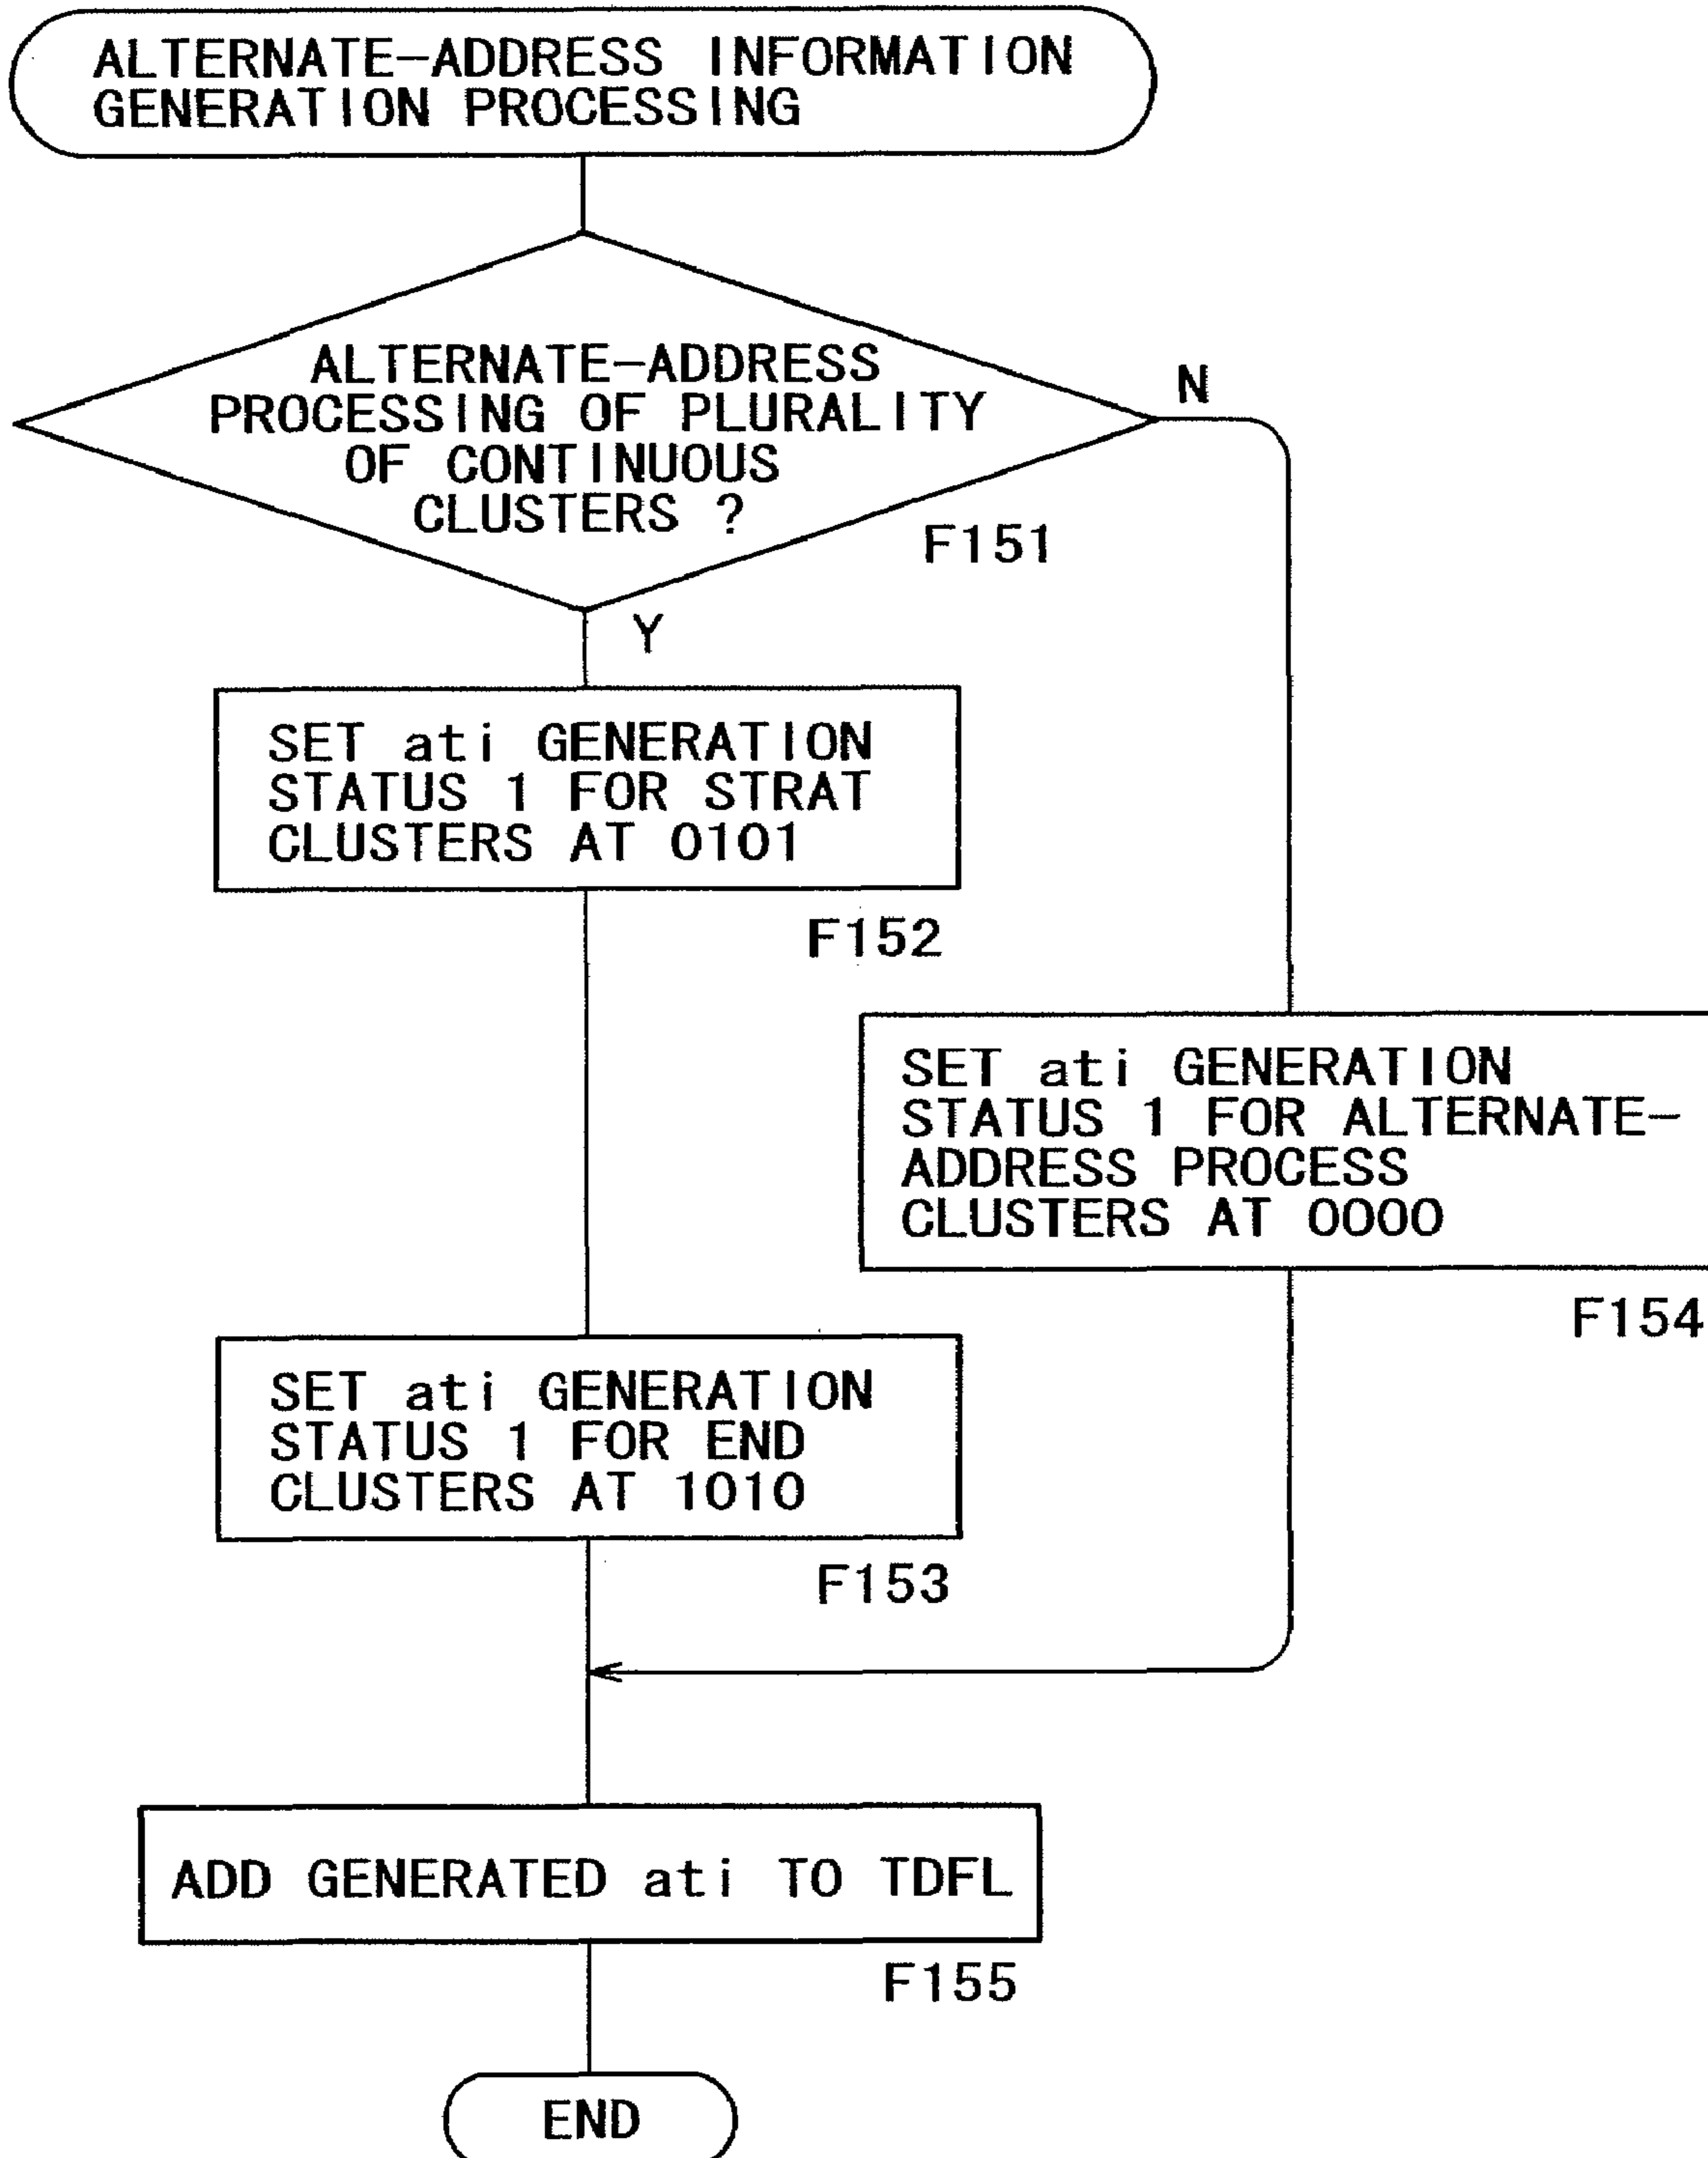 ALTERNATE-ADDRESS INFORMATION
GENERATION PROCESSING
ALTERNATE-ADDRESS
PROCESSING OF PLURALITY
OF CONTINUOUS
CLUSTERS ?
N
F151
Y
SET ati GENERATION
STATUS 1 FOR STRAT
CLUSTERS AT 0101
F152
SET ati GENERATION
STATUS 1 FOR ALTERNATE-
ADDRESS PROCESS
CLUSTERS AT 0000
F154
SET ati GENERATION
STATUS 1 FOR END
CLUSTERS AT 1010
F153
ADD GENERATED ati TO TDFL
F155
END